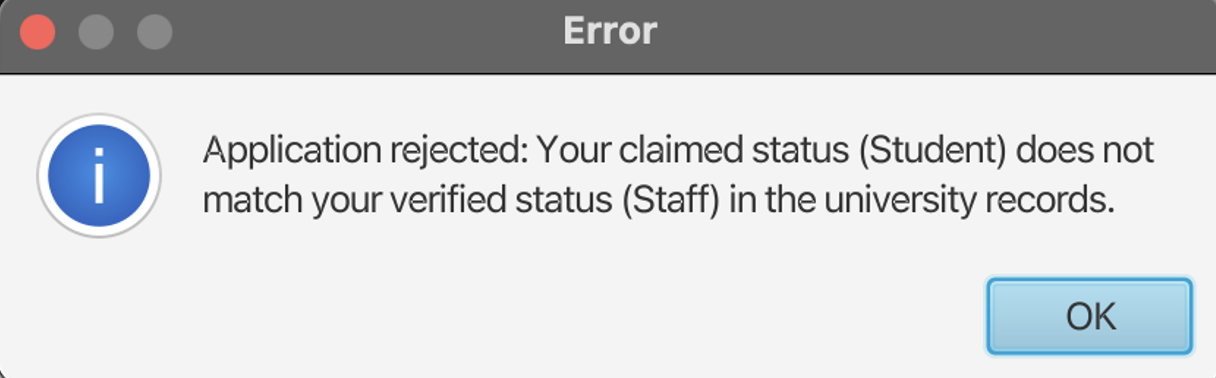 Error
Application rejected: Your claimed status (Student) does not
match your verified status (Staff) in the university records.
OK